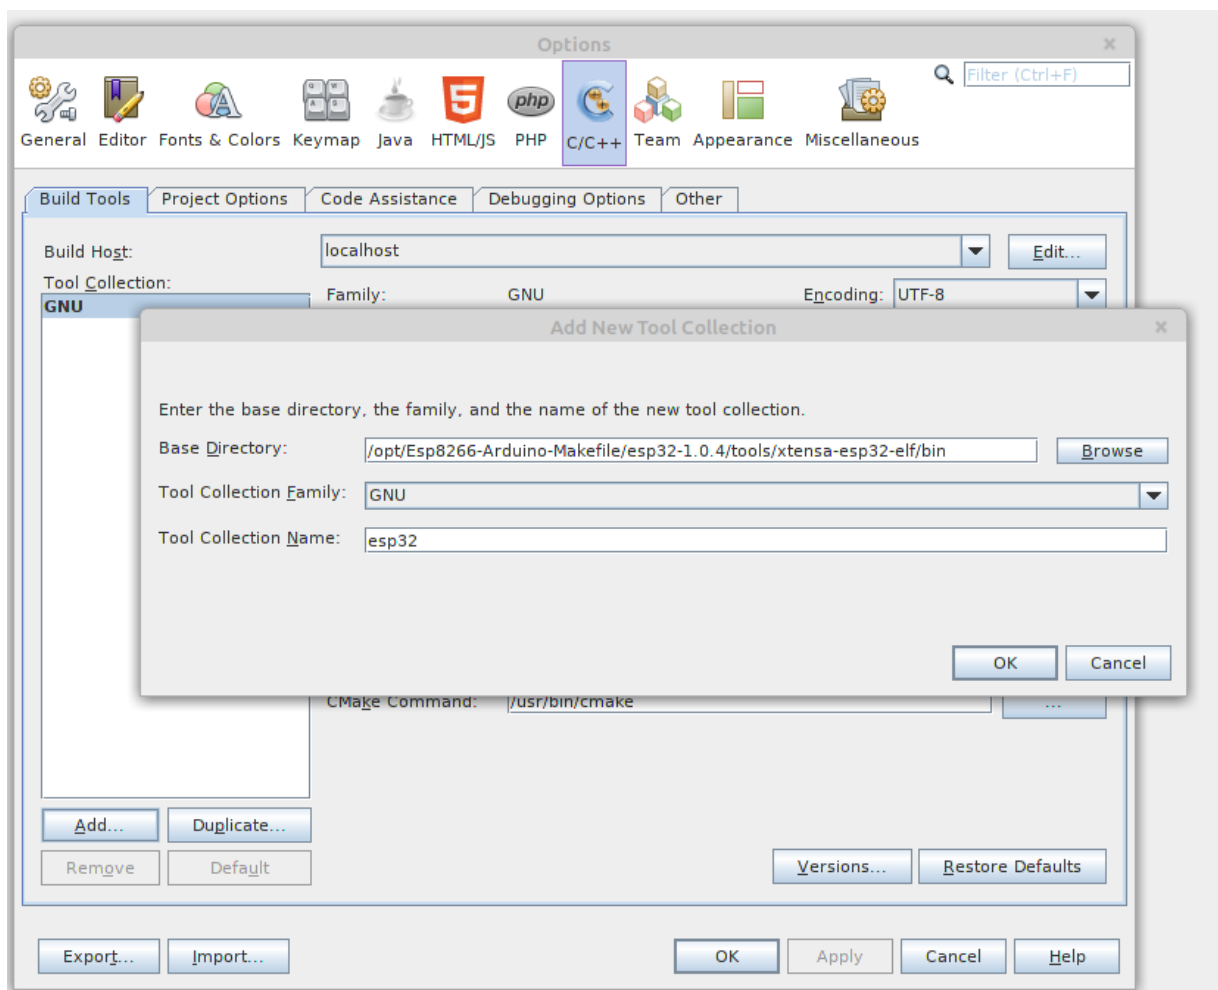 Options
Filter (Ctrl+F)
General Editor Fonts & Colors Keymap Java HTML/JS PHP C/C++ Team Appearance Miscellaneous
Build Tools Project Options Code Assistance Debugging Options Other
Build Host: localhost Edit...
Tool Collection:
GNU Family: GNU Encoding: UTF-8
Add New Tool Collection
Enter the base directory, the family, and the name of the new tool collection.
Base Directory: /opt/Esp8266-Arduino-Makefile/esp32-1.0.4/tools/xtensa-esp32-elf/bin Browse
Tool Collection Family: GNU
Tool Collection Name: esp32
OK Cancel
CMake Command: /usr/bin/cmake ...
Add... Duplicate...
Remove Default Versions... Restore Defaults
Export... Import... OK Apply Cancel Help